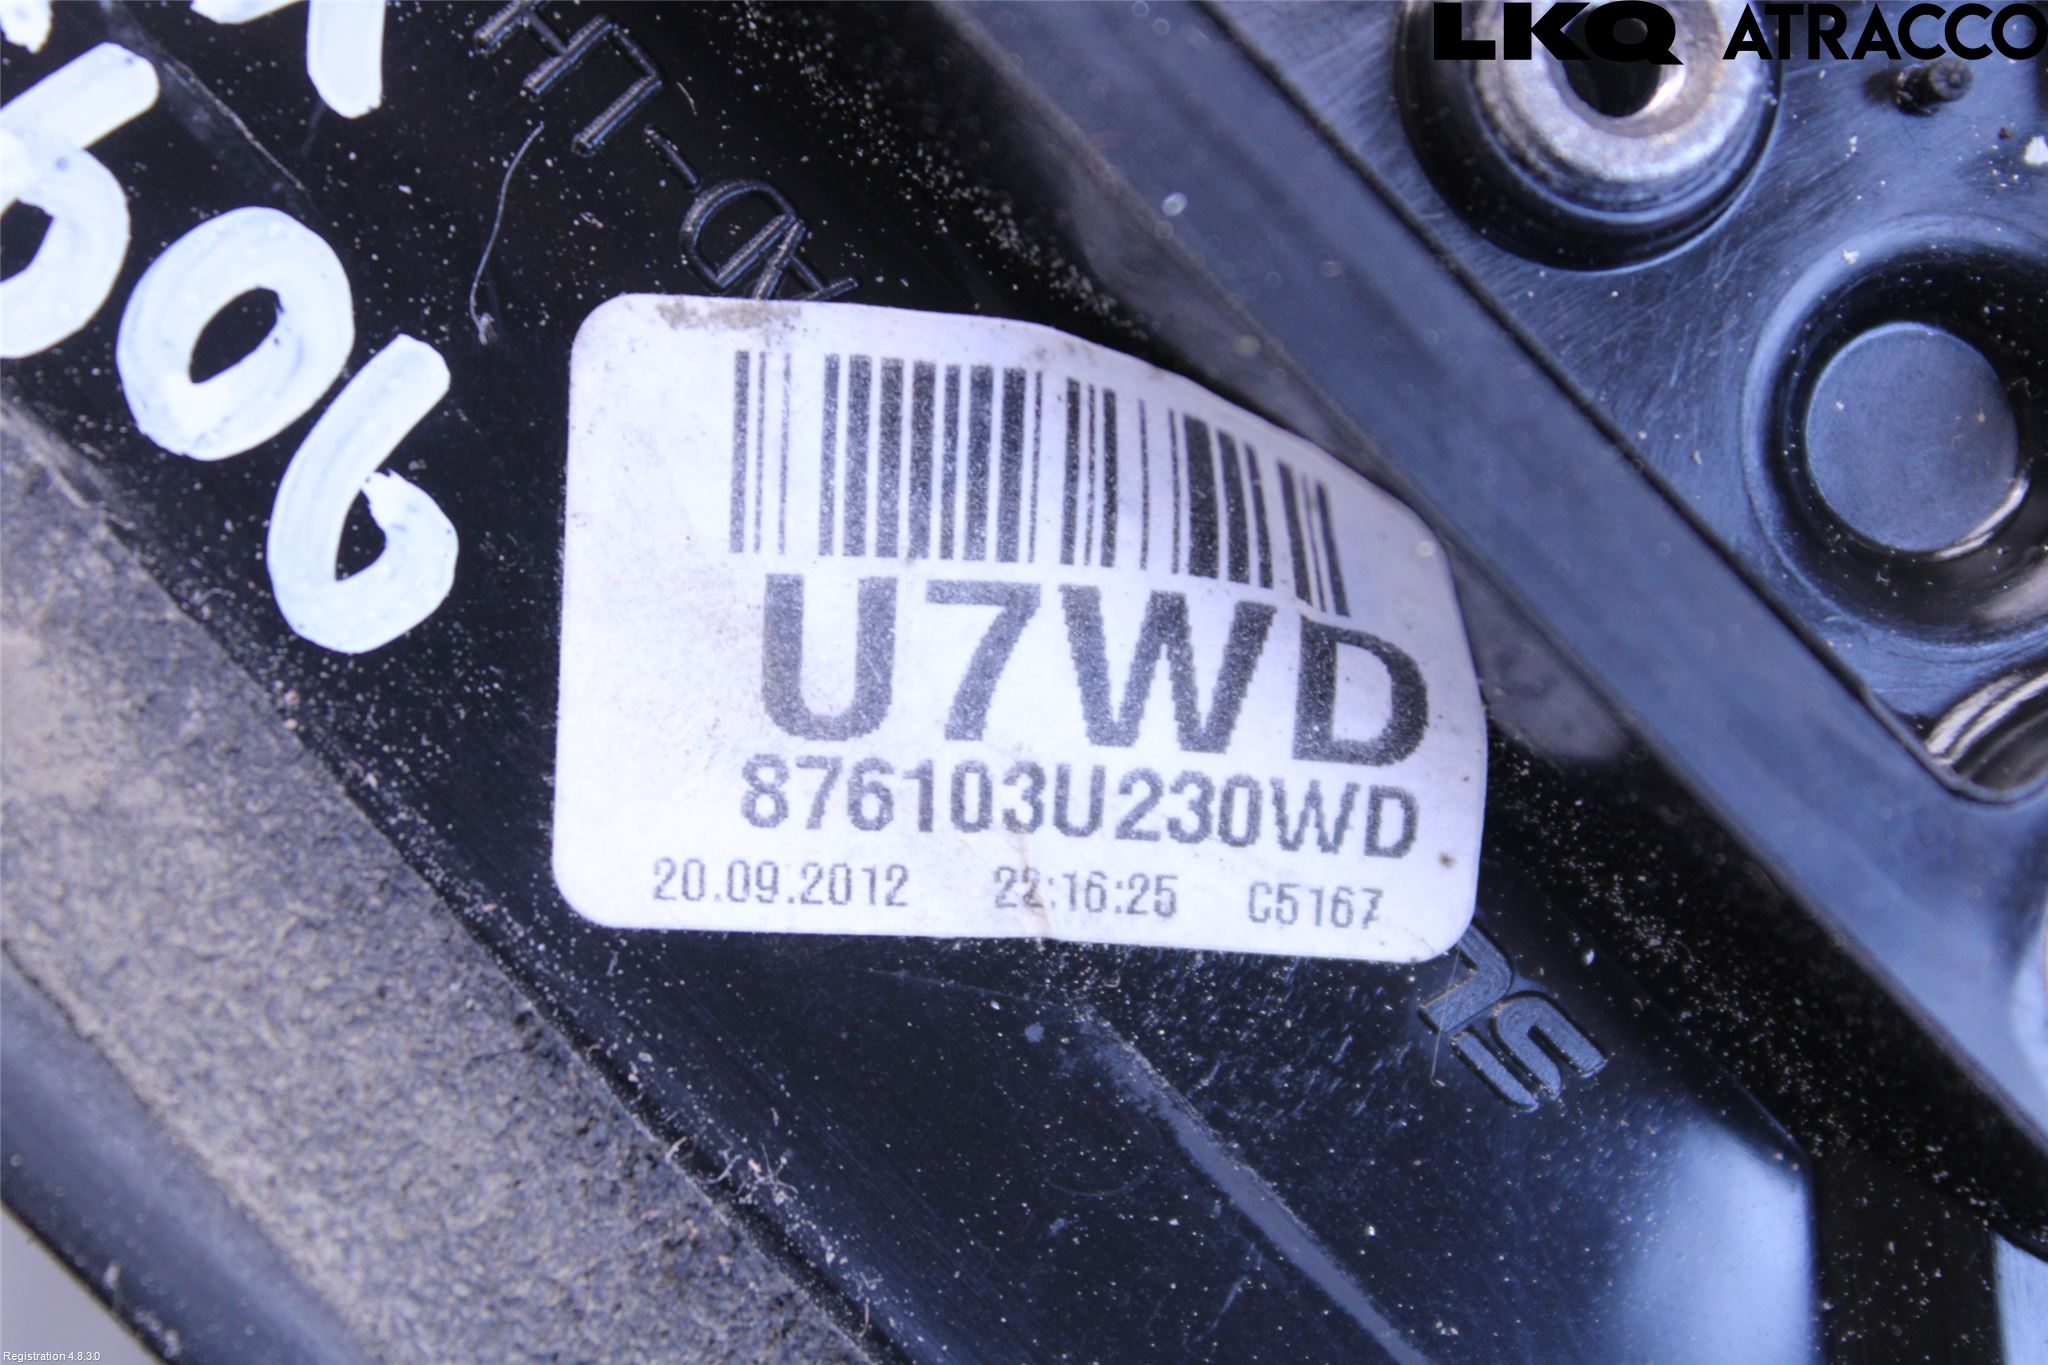 LKQ ATRACCO
906
U7WD
876103U230WD
20.09.2012 22:16:25 C5167
Registration 4.8.3.0